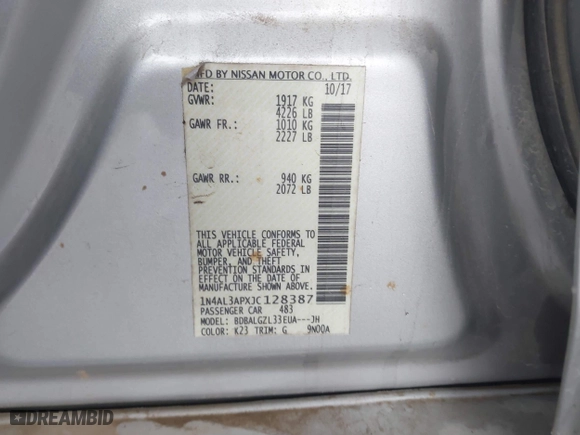 MFD BY NISSAN MOTOR CO., LTD.
DATE: 10/17
GVWR: 1917 KG
4226 LB
GAWR FR.: 1010 KG
2227 LB
GAWR RR.: 940 KG
2072 LB
THIS VEHICLE CONFORMS TO
ALL APPLICABLE FEDERAL
MOTOR VEHICLE SAFETY,
BUMPER, AND THEFT
PREVENTION STANDARDS IN
EFFECT ON THE DATE OF
MANUFACTURE SHOWN ABOVE.
1N4AL3APXJC128387
PASSENGER CAR 483
MODEL: BDBALGZL33EUA---JH
COLOR: K23 TRIM: G 9N00A
DREAMBID